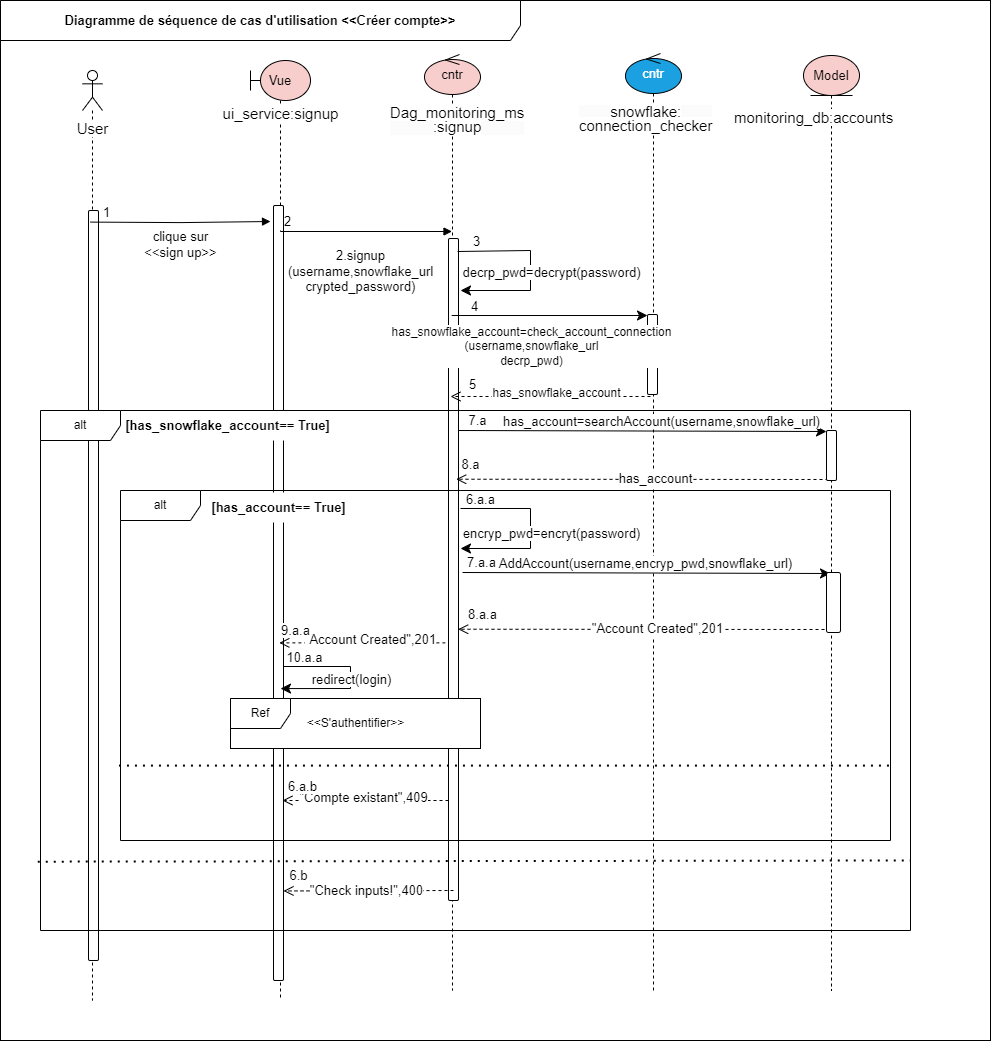 Diagramme de séquence de cas d'utilisation <<Créer compte>>
User
Vue
ui_service:signup
cntr
Dag_monitoring_ms
:signup
cntr
snowflake:
connection_checker
Model
monitoring_db:accounts
1
clique sur
<<sign up>>
2
2.signup
(username,snowflake_url
crypted_password)
3
decrp_pwd=decrypt(password)
4
has_snowflake_account=check_account_connection
(username,snowflake_url
decrp_pwd)
5
has_snowflake_account
alt
[has_snowflake_account== True]
7.a
has_account=searchAccount(username,snowflake_url)
8.a
has_account
alt
[has_account== True]
6.a.a
encryp_pwd=encryt(password)
7.a.a
AddAccount(username,encryp_pwd,snowflake_url)
8.a.a
"Account Created",201
9.a.a
Account Created",201
10.a.a
redirect(login)
Ref
<<S'authentifier>>
6.a.b
"Compte existant",409
6.b
"Check inputs!",400